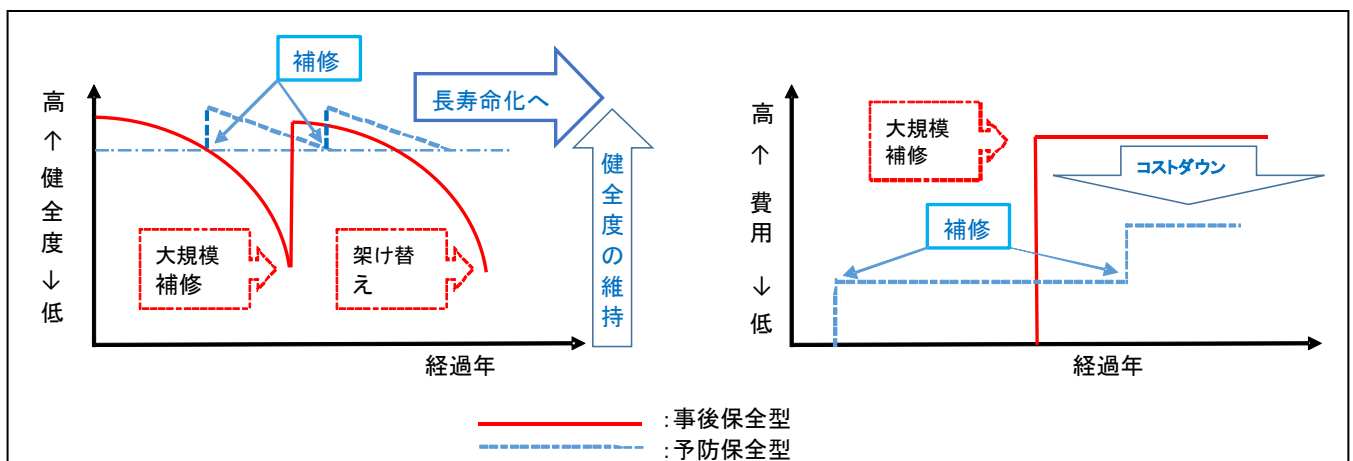 補修
長寿命化へ
高 ↑ 健全度 ↓ 低
大規模
補修
架け替
え
健全度の維持
経過年
高 ↑ 費用 ↓ 低
大規模
補修
コストダウン
補修
経過年
:事後保全型
:予防保全型